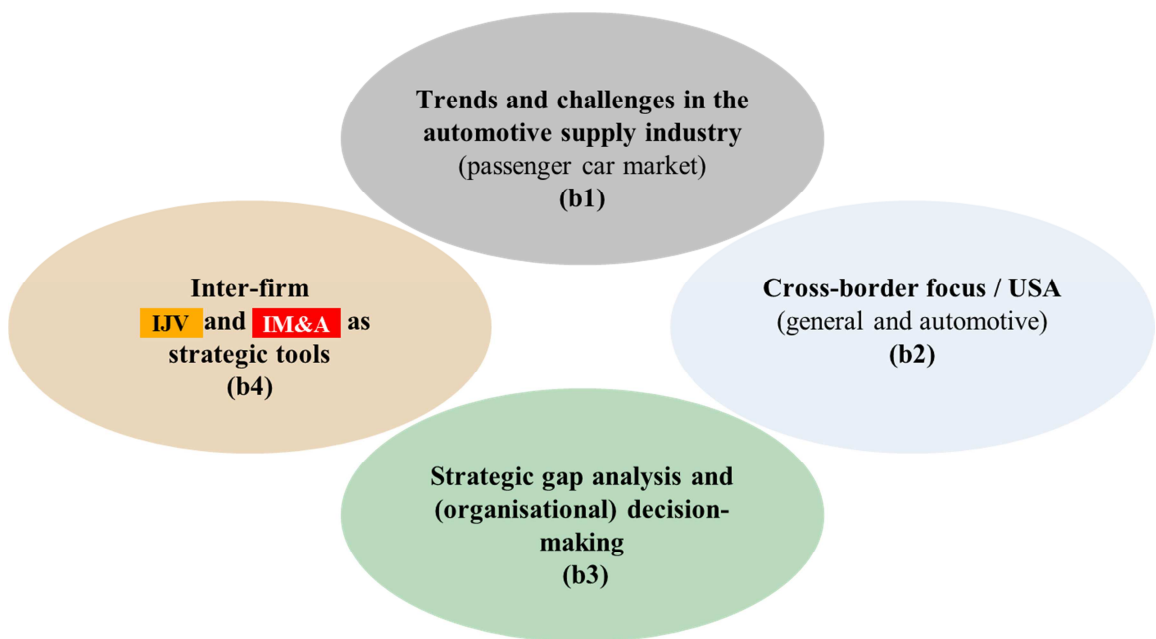 Trends and challenges in the
automotive supply industry
(passenger car market)
(b1)
Inter-firm
IJV and IM&A as
strategic tools
(b4)
Cross-border focus / USA
(general and automotive)
(b2)
Strategic gap analysis and
(organisational) decision-
making
(b3)